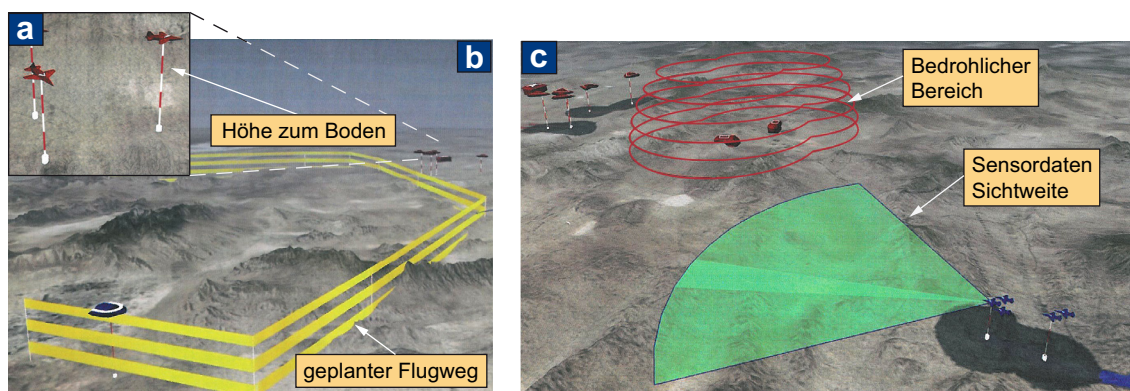 a
b
Höhe zum Boden
geplanter Flugweg
c
Bedrohlicher
Bereich
Sensordaten
Sichtweite